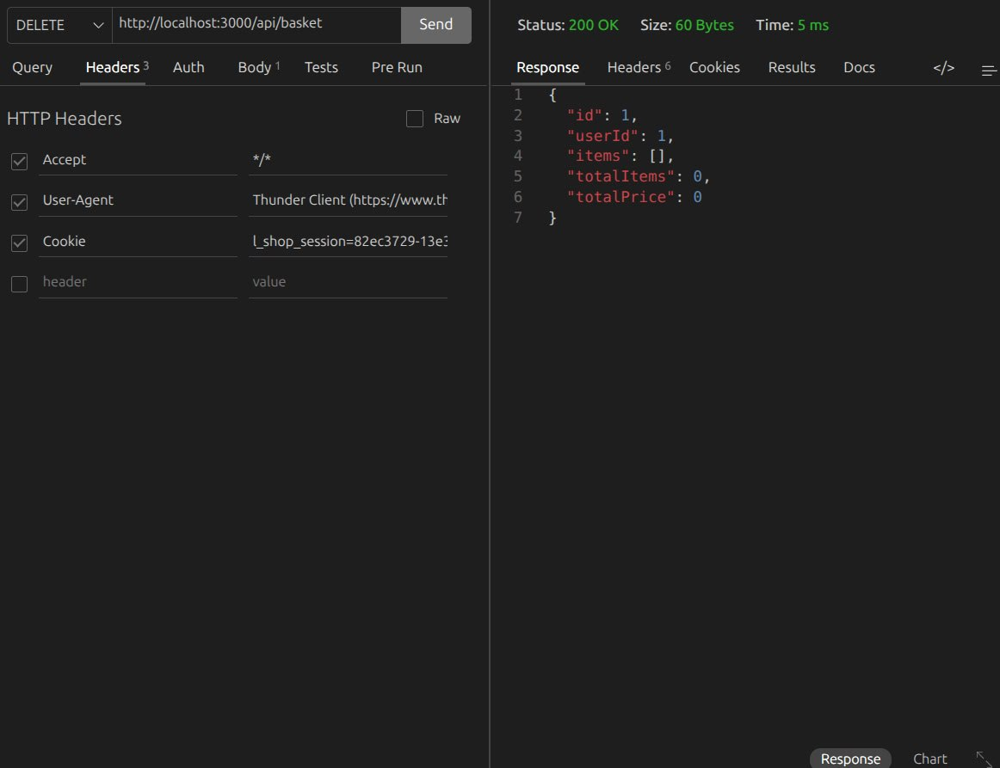 DELETE http://localhost:3000/api/basket Send
Query Headers 3 Auth Body 1 Tests Pre Run
HTTP Headers Raw
Accept */*
User-Agent Thunder Client (https://www.th
Cookie l_shop_session=82ec3729-13e3
header value
Status: 200 OK Size: 60 Bytes Time: 5 ms
Response Headers 6 Cookies Results Docs </>
1 {
2 "id": 1,
3 "userId": 1,
4 "items": [],
5 "totalItems": 0,
6 "totalPrice": 0
7 }
Response Chart